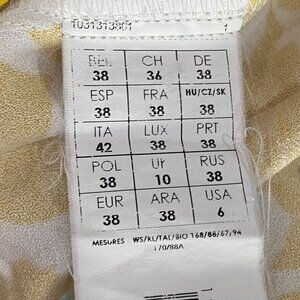 BEL CH DE
38 36 38
ESP FRA HU/CZ/SK
38 38 38
ITA LUX PRT
42 38 38
POL UK RUS
38 10 38
EUR ARA USA
38 38 6
MESURES : WS/KL/TAI/BIO 168/88/67/94
170/88A